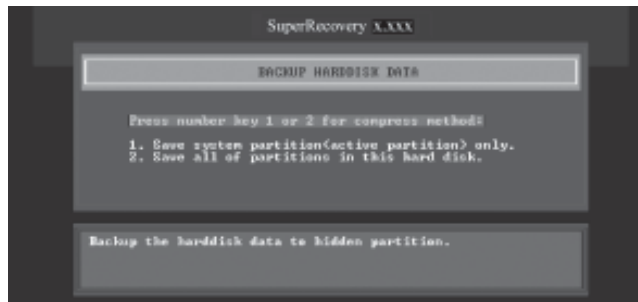 SuperRecovery X.XXX
BACKUP HARDDISK DATA
Press number key 1 or 2 for compress method:
1. Save system partition(active partition) only.
2. Save all of partitions in this hard disk.
Backup the harddisk data to hidden partition.